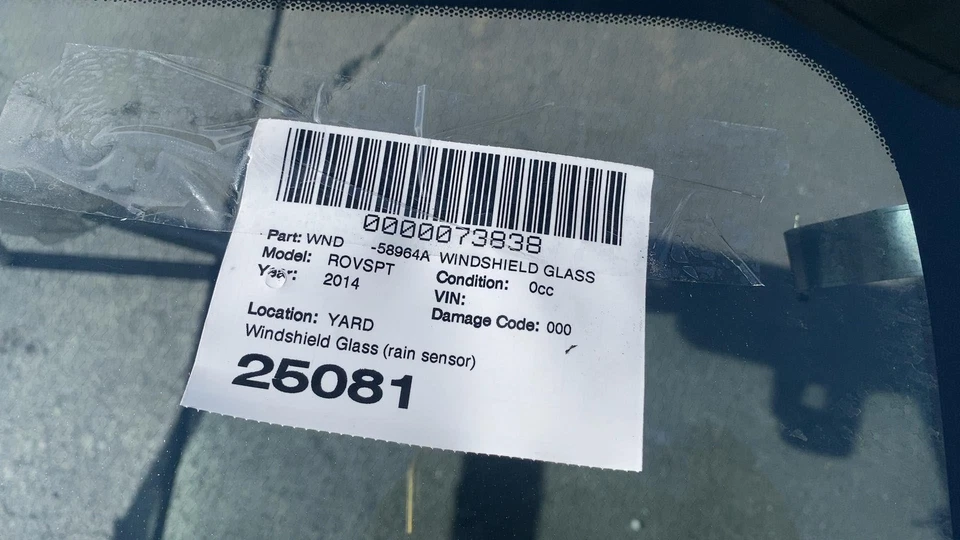 0000073838
Part: WND -58964A WINDSHIELD GLASS
Model: ROVSPT Condition: 0cc
Year: 2014 VIN:
Location: YARD Damage Code: 000
Windshield Glass (rain sensor)
25081